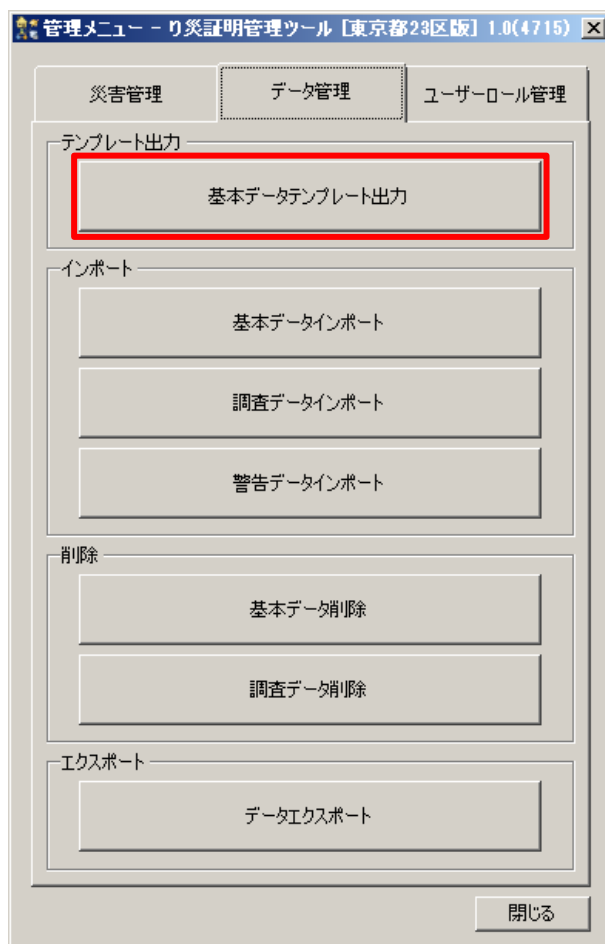 管理メニュー - り災証明管理ツール [東京都23区版] 1.0(4715)
災害管理 データ管理 ユーザーロール管理
テンプレート出力
基本データテンプレート出力
インポート
基本データインポート
調査データインポート
警告データインポート
削除
基本データ削除
調査データ削除
エクスポート
データエクスポート
閉じる